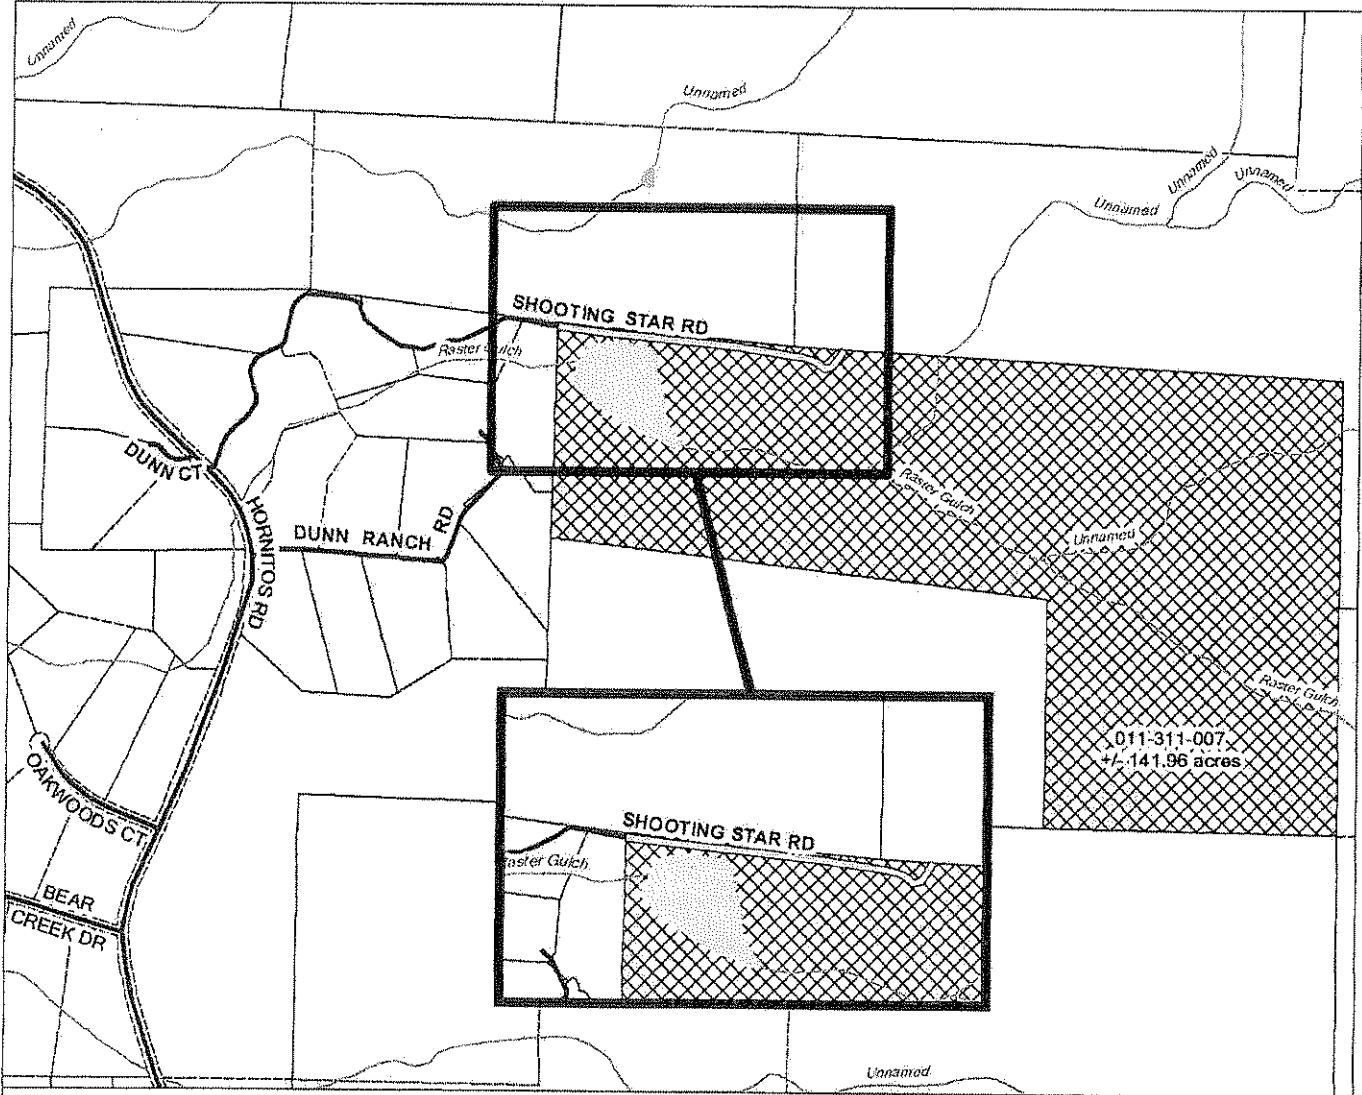 Unnamed
Unnamed
Unnamed
Unnamed
Unnamed
SHOOTING STAR RD
Raster Gulch
DUNN CT
HORNITOS RD
DUNN RANCH RD
Raster Gulch
Unnamed
Raster Gulch
011-311-007
+/- 141.96 acres
OAKWOODS CT
SHOOTING STAR RD
aster Gulch
BEAR
CREEK DR
Unnamed